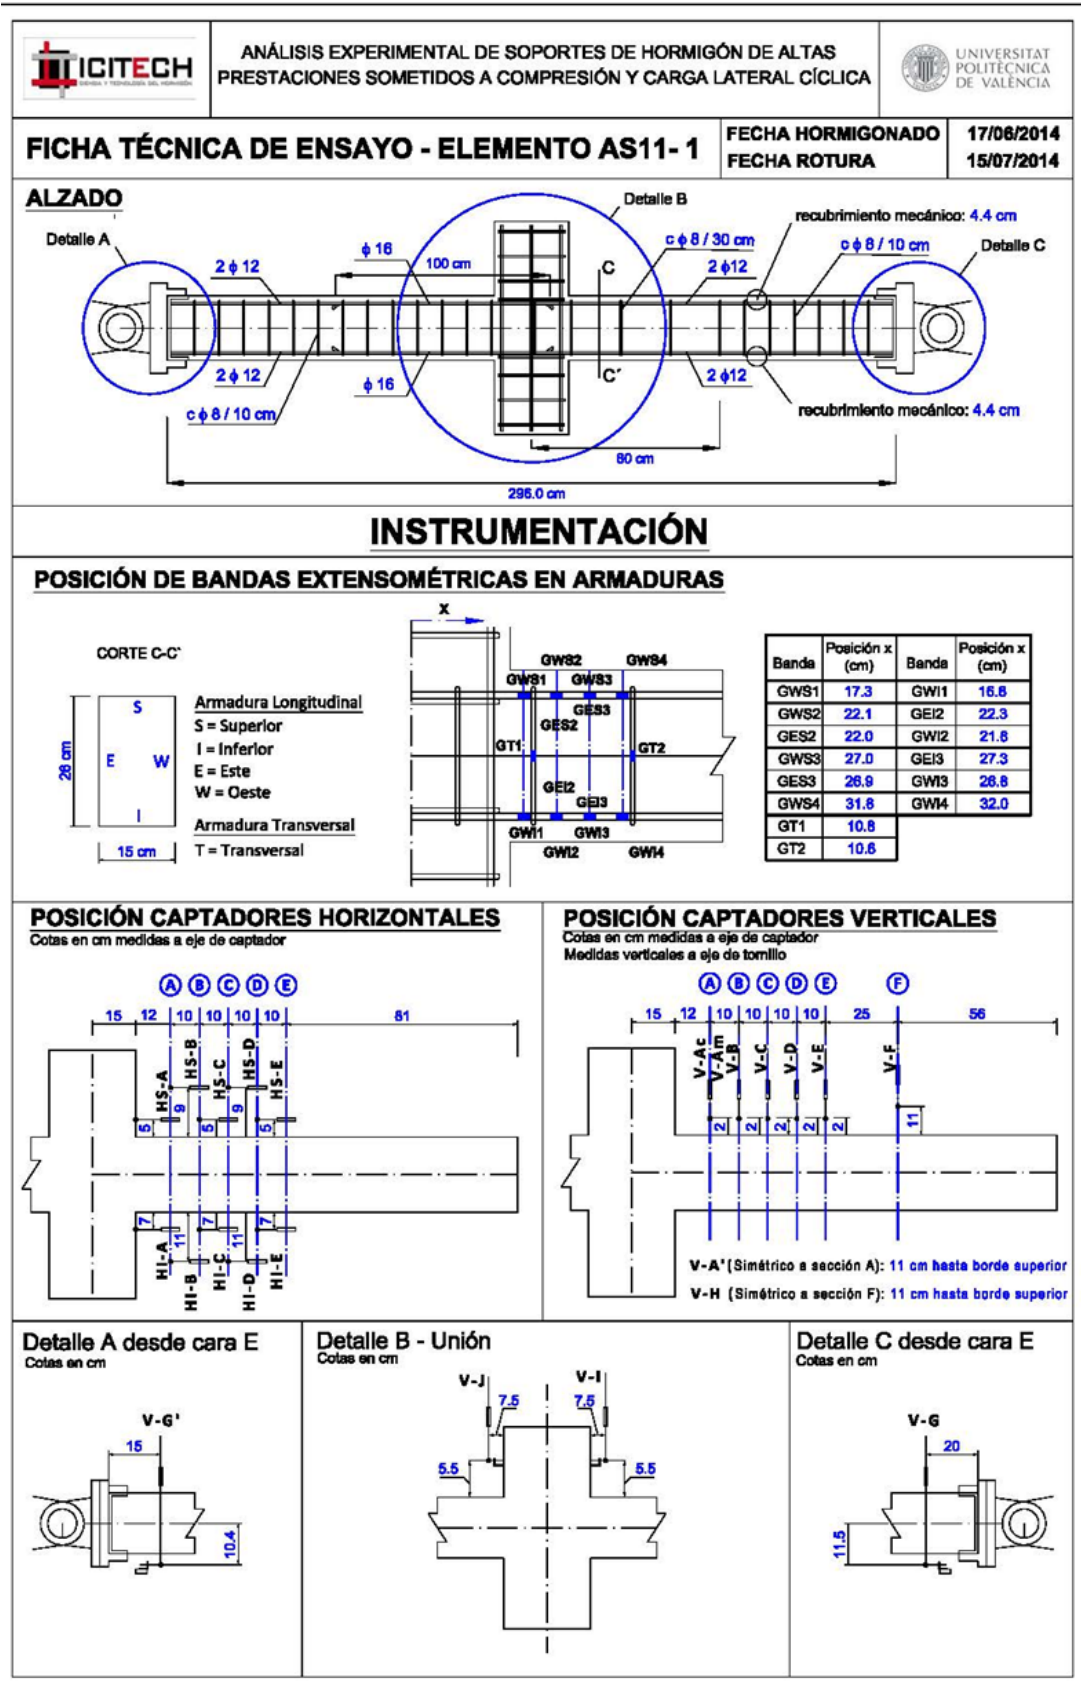 ICITECH
ANÁLISIS EXPERIMENTAL DE SOPORTES DE HORMIGÓN DE ALTAS
PRESTACIONES SOMETIDOS A COMPRESIÓN Y CARGA LATERAL CÍCLICA
UNIVERSITAT
POLITÈCNICA
DE VALÈNCIA
FICHA TÉCNICA DE ENSAYO - ELEMENTO AS11- 1
FECHA HORMIGONADO 17/06/2014
FECHA ROTURA 15/07/2014
ALZADO
Detalle A
Detalle B
Detalle C
recubrimiento mecánico: 4.4 cm
2 ϕ 12
ϕ 16
100 cm
c ϕ 8 / 30 cm
2 ϕ12
c ϕ 8 / 10 cm
C
C´
2 ϕ 12
ϕ 16
2 ϕ12
c ϕ 8 / 10 cm
recubrimiento mecánico: 4.4 cm
80 cm
296.0 cm
INSTRUMENTACIÓN
POSICIÓN DE BANDAS EXTENSOMÉTRICAS EN ARMADURAS
CORTE C-C'
S
E W
I
26 cm
15 cm
Armadura Longitudinal
S = Superior
I = Inferior
E = Este
W = Oeste
Armadura Transversal
T = Transversal
X
GWS2 GWS4
GWS1 GWS3
GES3
GES2
GT1 GT2
GEI2
GEI3
GWI1 GWI3
GWI2 GWI4
Banda Posición x (cm) Banda Posición x (cm)
GWS1 17.3 GWI1 16.8
GWS2 22.1 GEI2 22.3
GES2 22.0 GWI2 21.8
GWS3 27.0 GEI3 27.3
GES3 26.9 GWI3 26.8
GWS4 31.8 GWI4 32.0
GT1 10.8
GT2 10.6
POSICIÓN CAPTADORES HORIZONTALES
Cotas en cm medidas a eje de captador
A B C D E
15 12 10 10 10 10 81
HS-A HS-B HS-C HS-D HS-E
9 9
5 5 5
7 7 7
11 11
HI-A HI-B HI-C HI-D HI-E
POSICIÓN CAPTADORES VERTICALES
Cotas en cm medidas a eje de captador
Medidas verticales a eje de tornillo
A B C D E F
15 12 10 10 10 10 25 56
V-Ac V-Am V-B V-C V-D V-E V-F
2 2 2 2 2 11
V-A' (Simétrico a sección A): 11 cm hasta borde superior
V-H (Simétrico a sección F): 11 cm hasta borde superior
Detalle A desde cara E
Cotas en cm
V-G'
15
10.4
Detalle B - Unión
Cotas en cm
V-J V-I
7.5 7.5
5.5 5.5
Detalle C desde cara E
Cotas en cm
V-G
20
11.5